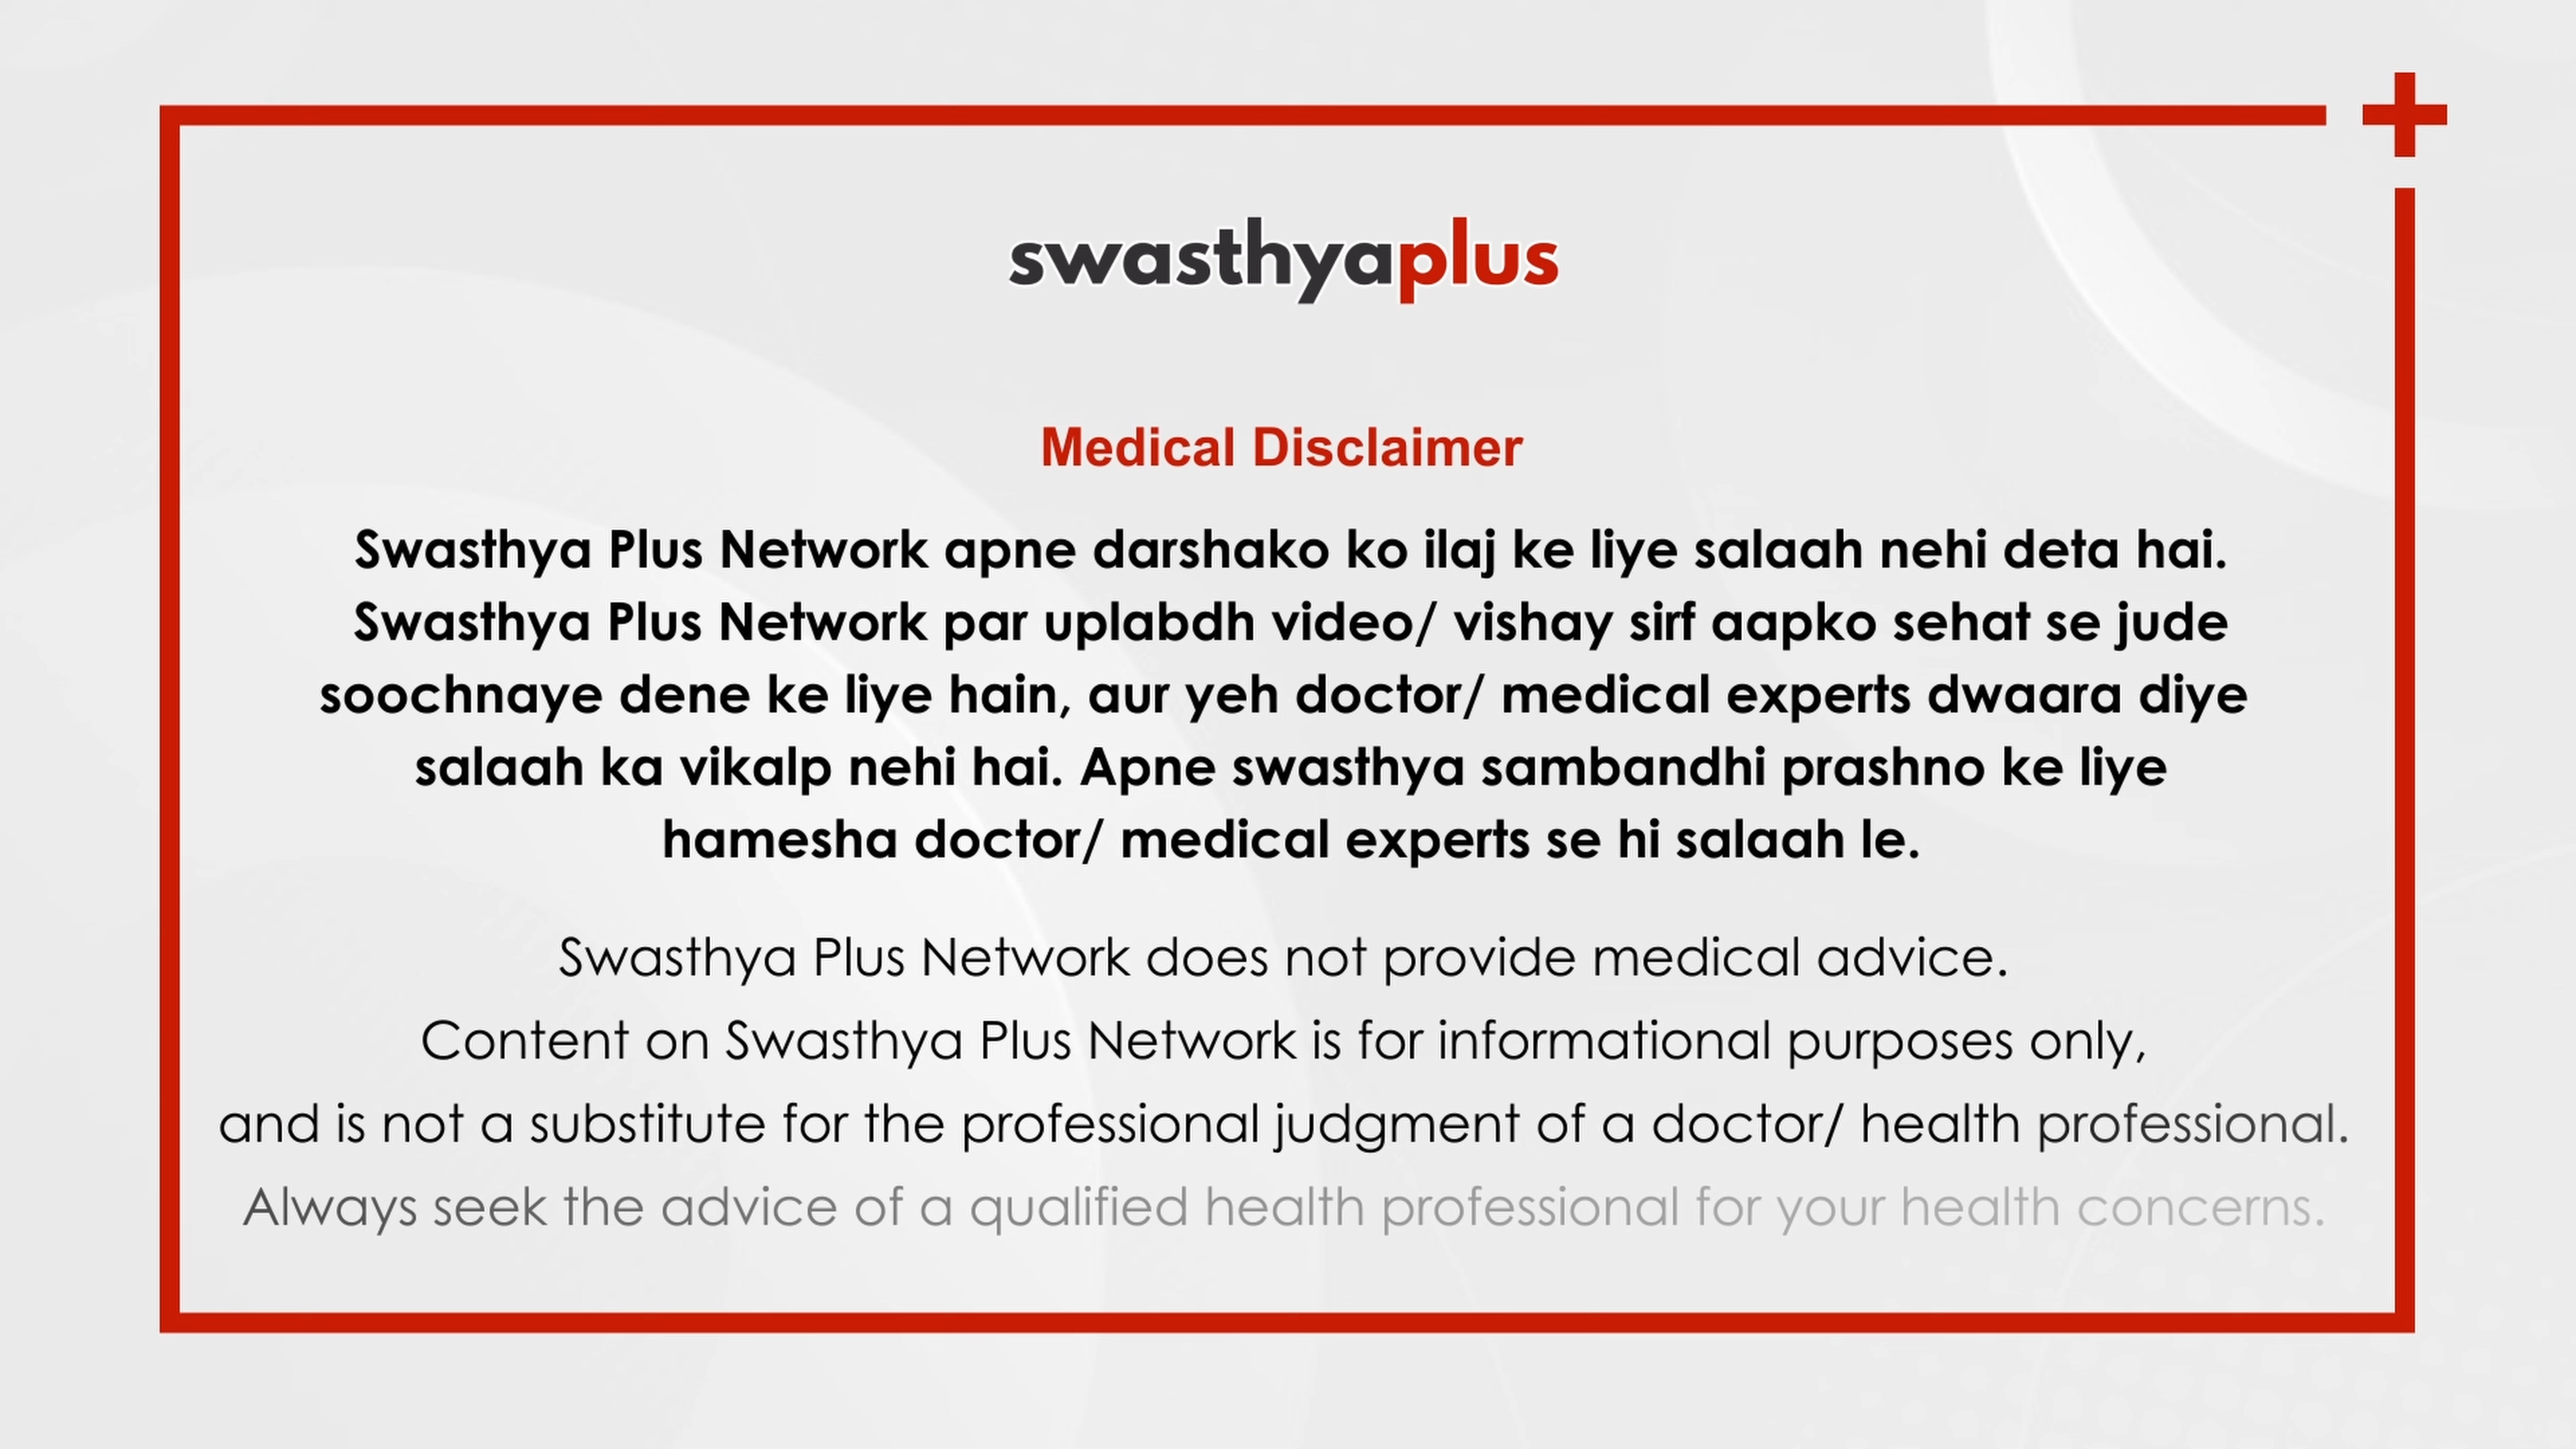 swasthyaplus
Medical Disclaimer
Swasthya Plus Network apne darshako ko ilaj ke liye salaah nehi deta hai.
Swasthya Plus Network par uplabdh video/ vishay sirf aapko sehat se jude
soochnaye dene ke liye hain, aur yeh doctor/ medical experts dwaara diye
salaah ka vikalp nehi hai. Apne swasthya sambandhi prashno ke liye
hamesha doctor/ medical experts se hi salaah le.
Swasthya Plus Network does not provide medical advice.
Content on Swasthya Plus Network is for informational purposes only,
and is not a substitute for the professional judgment of a doctor/ health professional.
Always seek the advice of a qualified health professional for your health concerns.